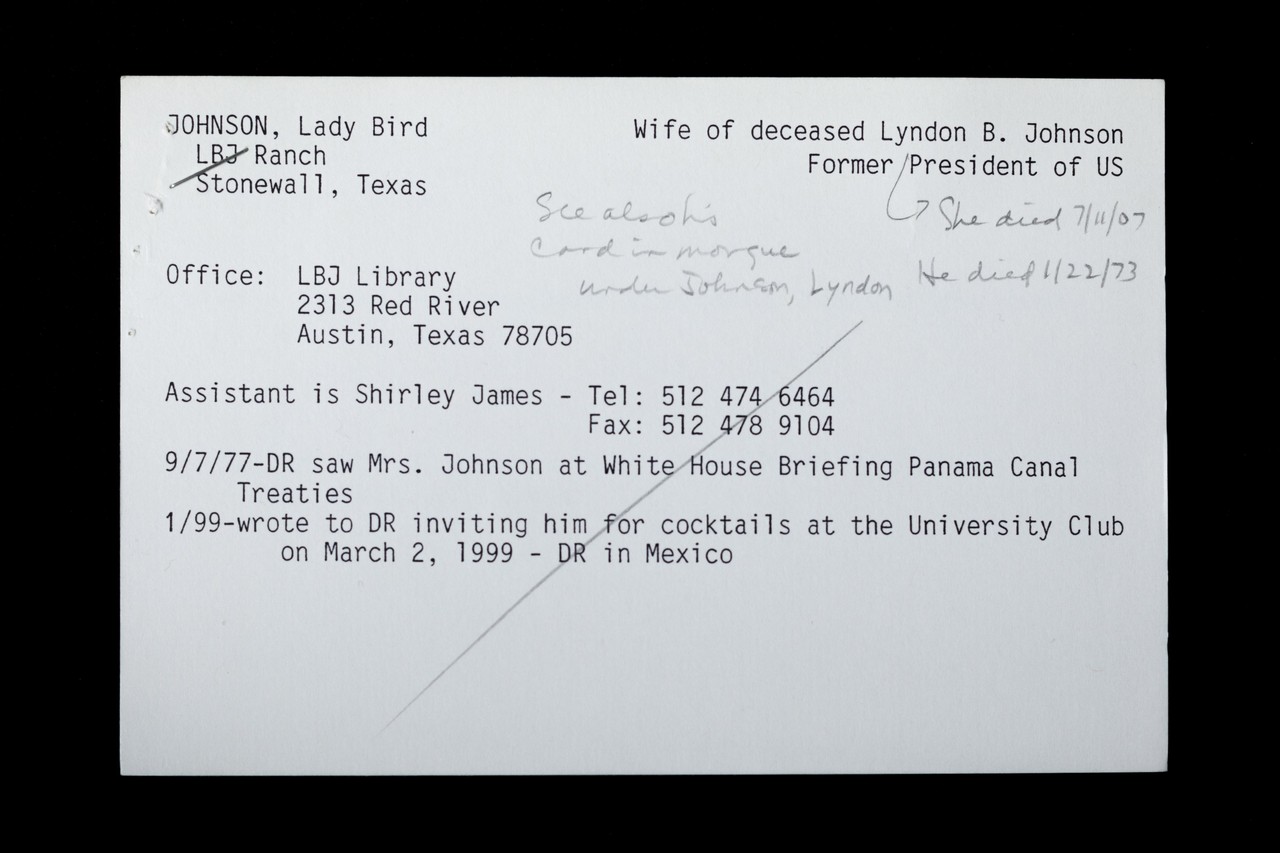 JOHNSON, Lady Bird
LBJ Ranch
Stonewall, Texas
Wife of deceased Lyndon B. Johnson
Former President of US
She died 7/11/07
He died 1/22/73
See also his
Card in morgue
under Johnson, Lyndon
Office: LBJ Library
2313 Red River
Austin, Texas 78705
Assistant is Shirley James - Tel: 512 474 6464
Fax: 512 478 9104
9/7/77-DR saw Mrs. Johnson at White House Briefing Panama Canal
Treaties
1/99-wrote to DR inviting him for cocktails at the University Club
on March 2, 1999 - DR in Mexico